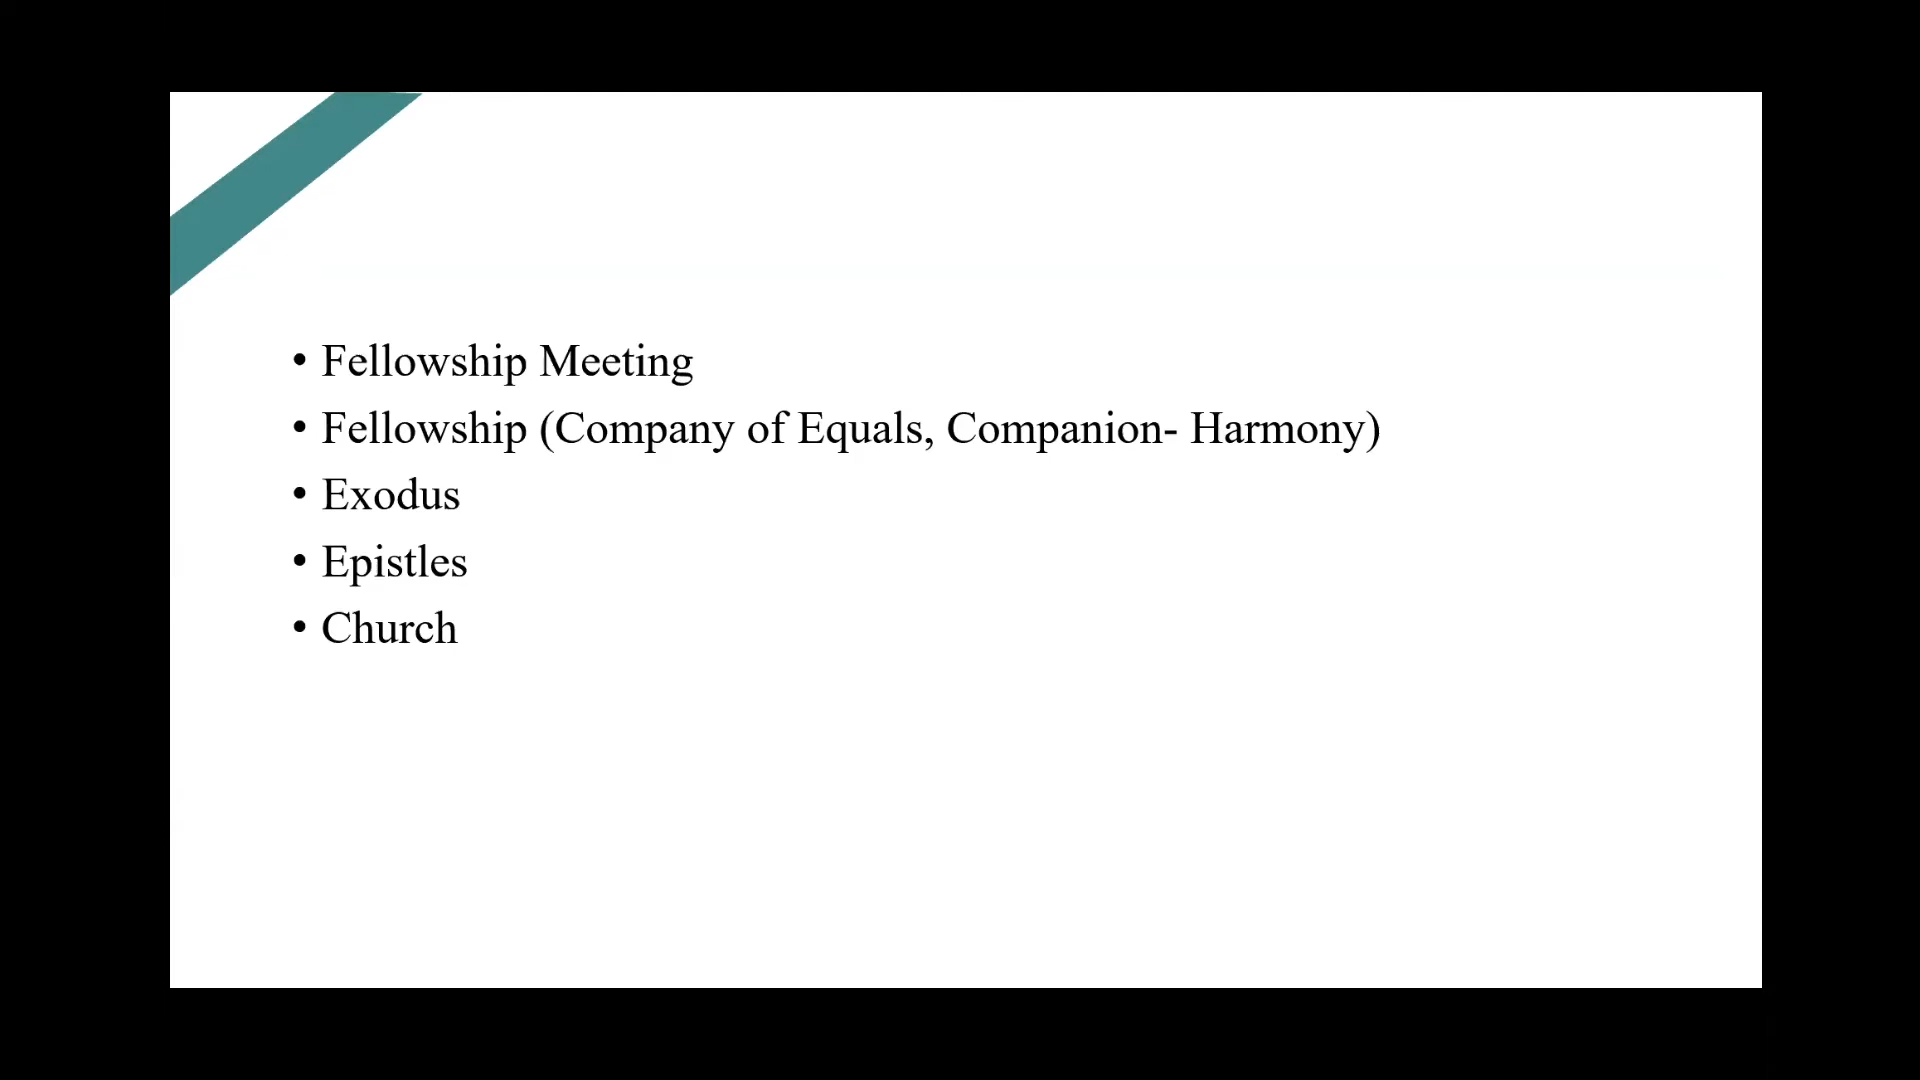 • Fellowship Meeting
• Fellowship (Company of Equals, Companion- Harmony)
• Exodus
• Epistles
• Church